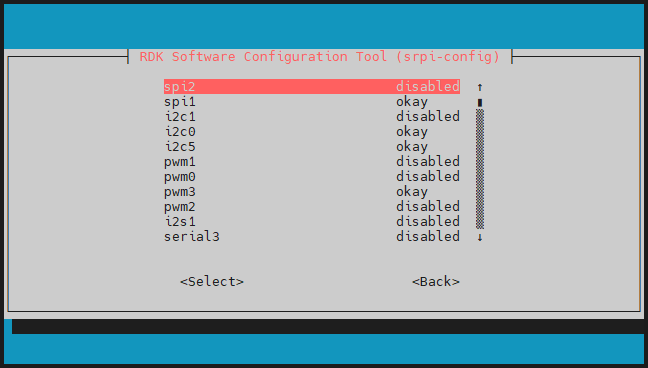 RDK Software Configuration Tool (srpi-config)
spi2 disabled ↑
spi1 okay
i2c1 disabled
i2c0 okay
i2c5 okay
pwm1 disabled
pwm0 disabled
pwm3 okay
pwm2 disabled
i2s1 disabled
serial3 disabled ↓
<Select> <Back>